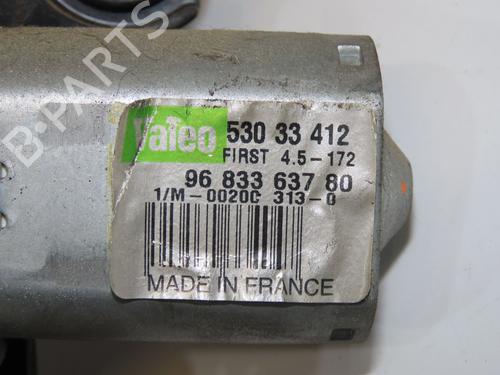 B-PARTS
Valeo 530 33 412
FIRST 4.5-172
96 833 637 80
1/M-00200 313-0
MADE IN FRANCE